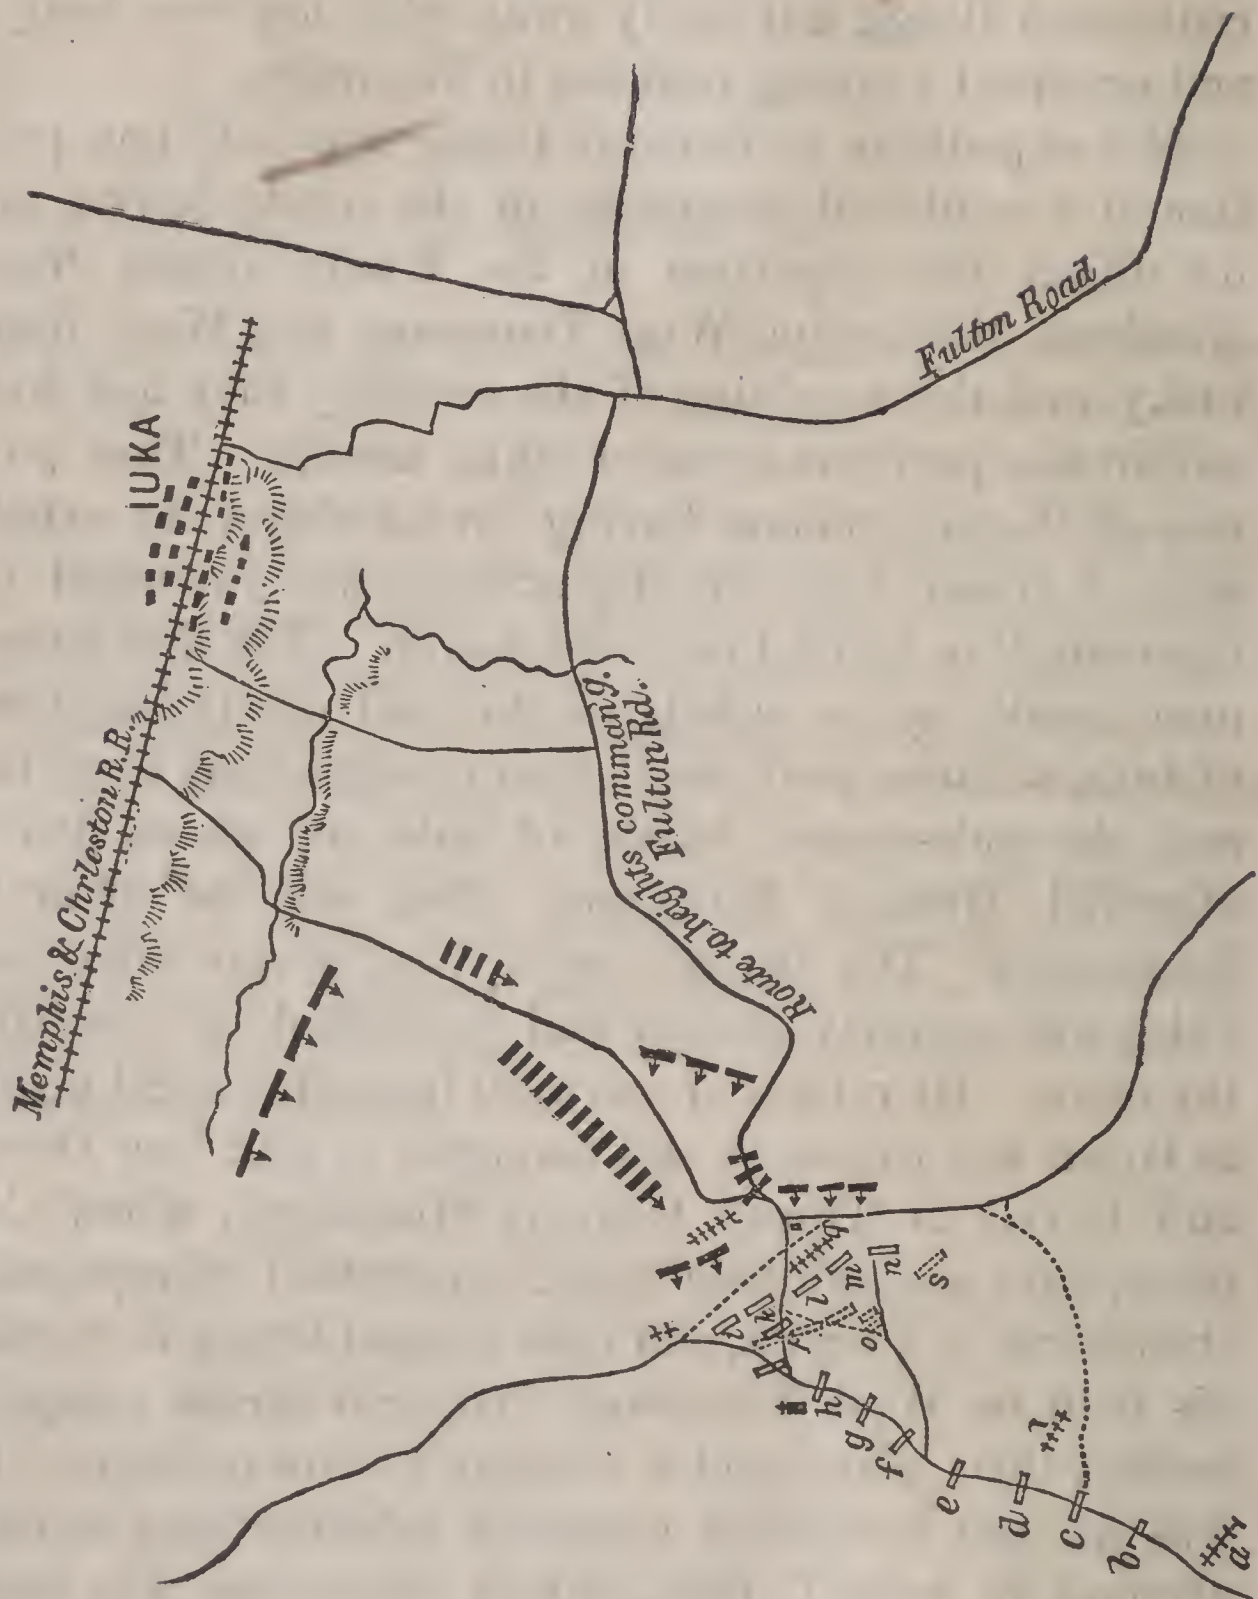 IUKA
Memphis & Chrleston R.R.
Fulton Road
Route to heights commang.
Fulton Rd.
t
q
i
k
l
m
n
s
r
o
h
g
f
e
d
c
b
a